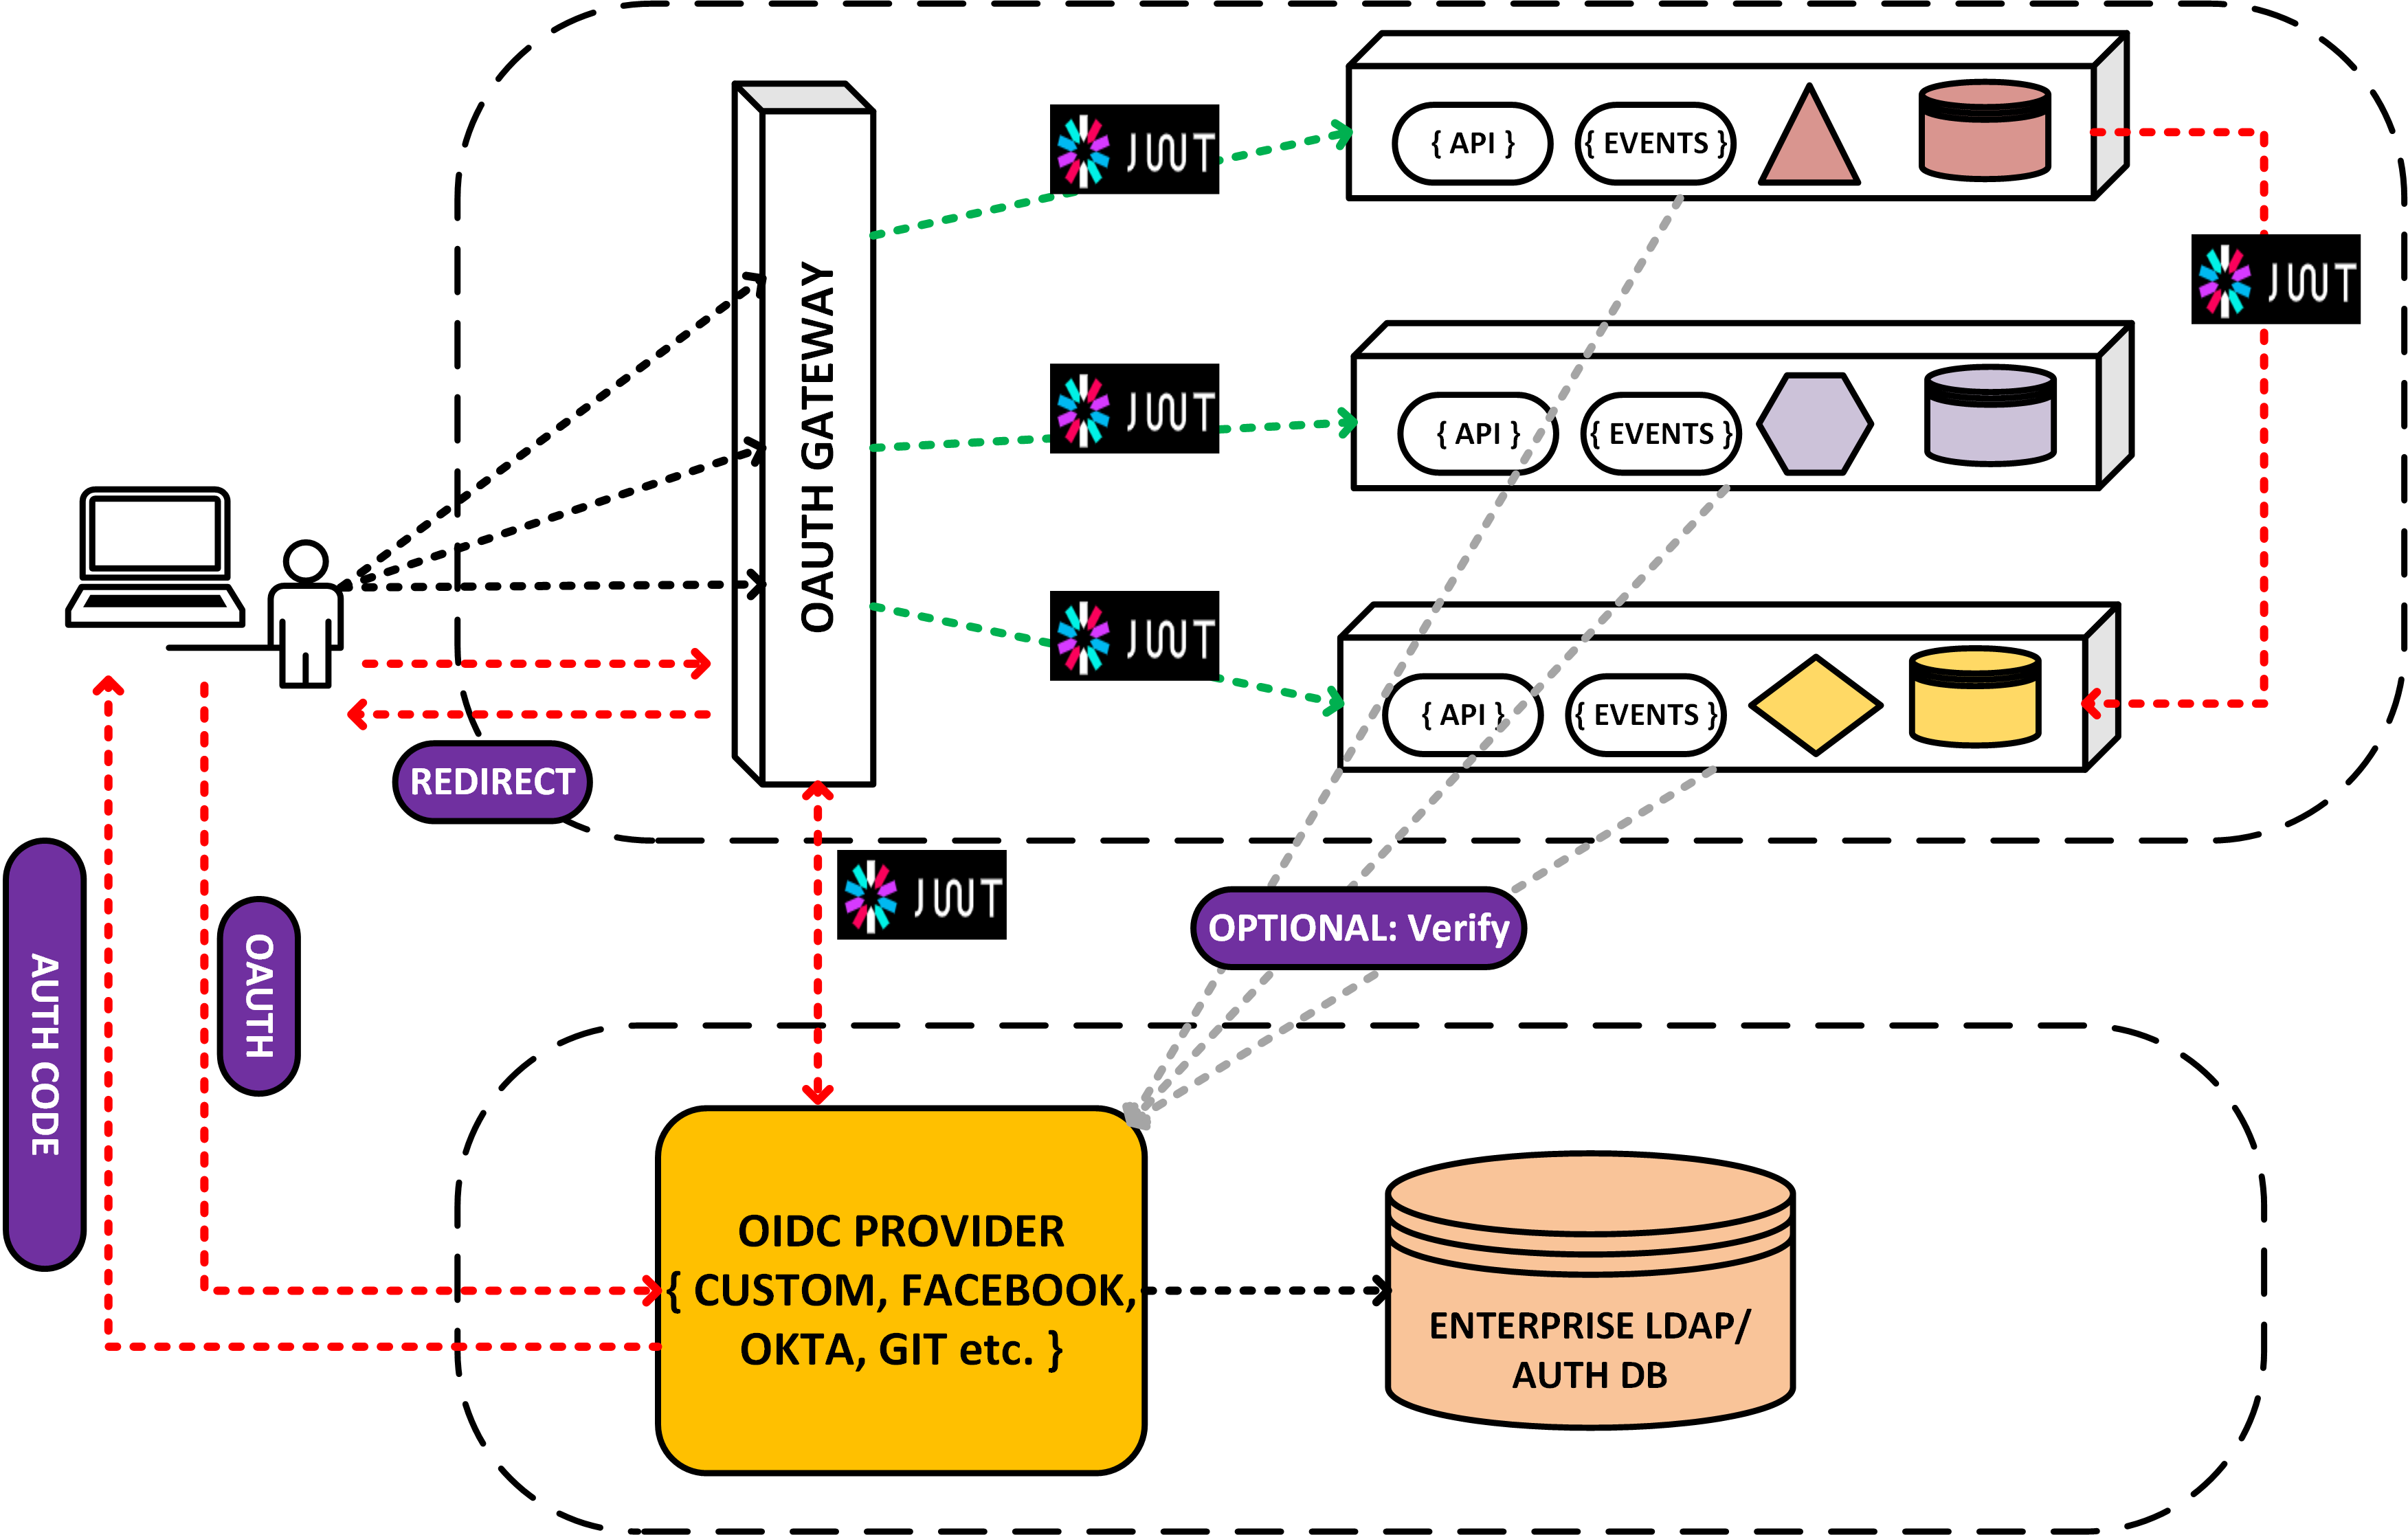 JWT
{ API }
{ EVENTS }
JWT
OAUTH GATEWAY
JWT
{ API }
{ EVENTS }
JWT
{ API }
{ EVENTS }
REDIRECT
JWT
OPTIONAL: Verify
AUTH CODE
OAUTH
OIDC PROVIDER
{ CUSTOM, FACEBOOK,
OKTA, GIT etc. }
ENTERPRISE LDAP/
AUTH DB